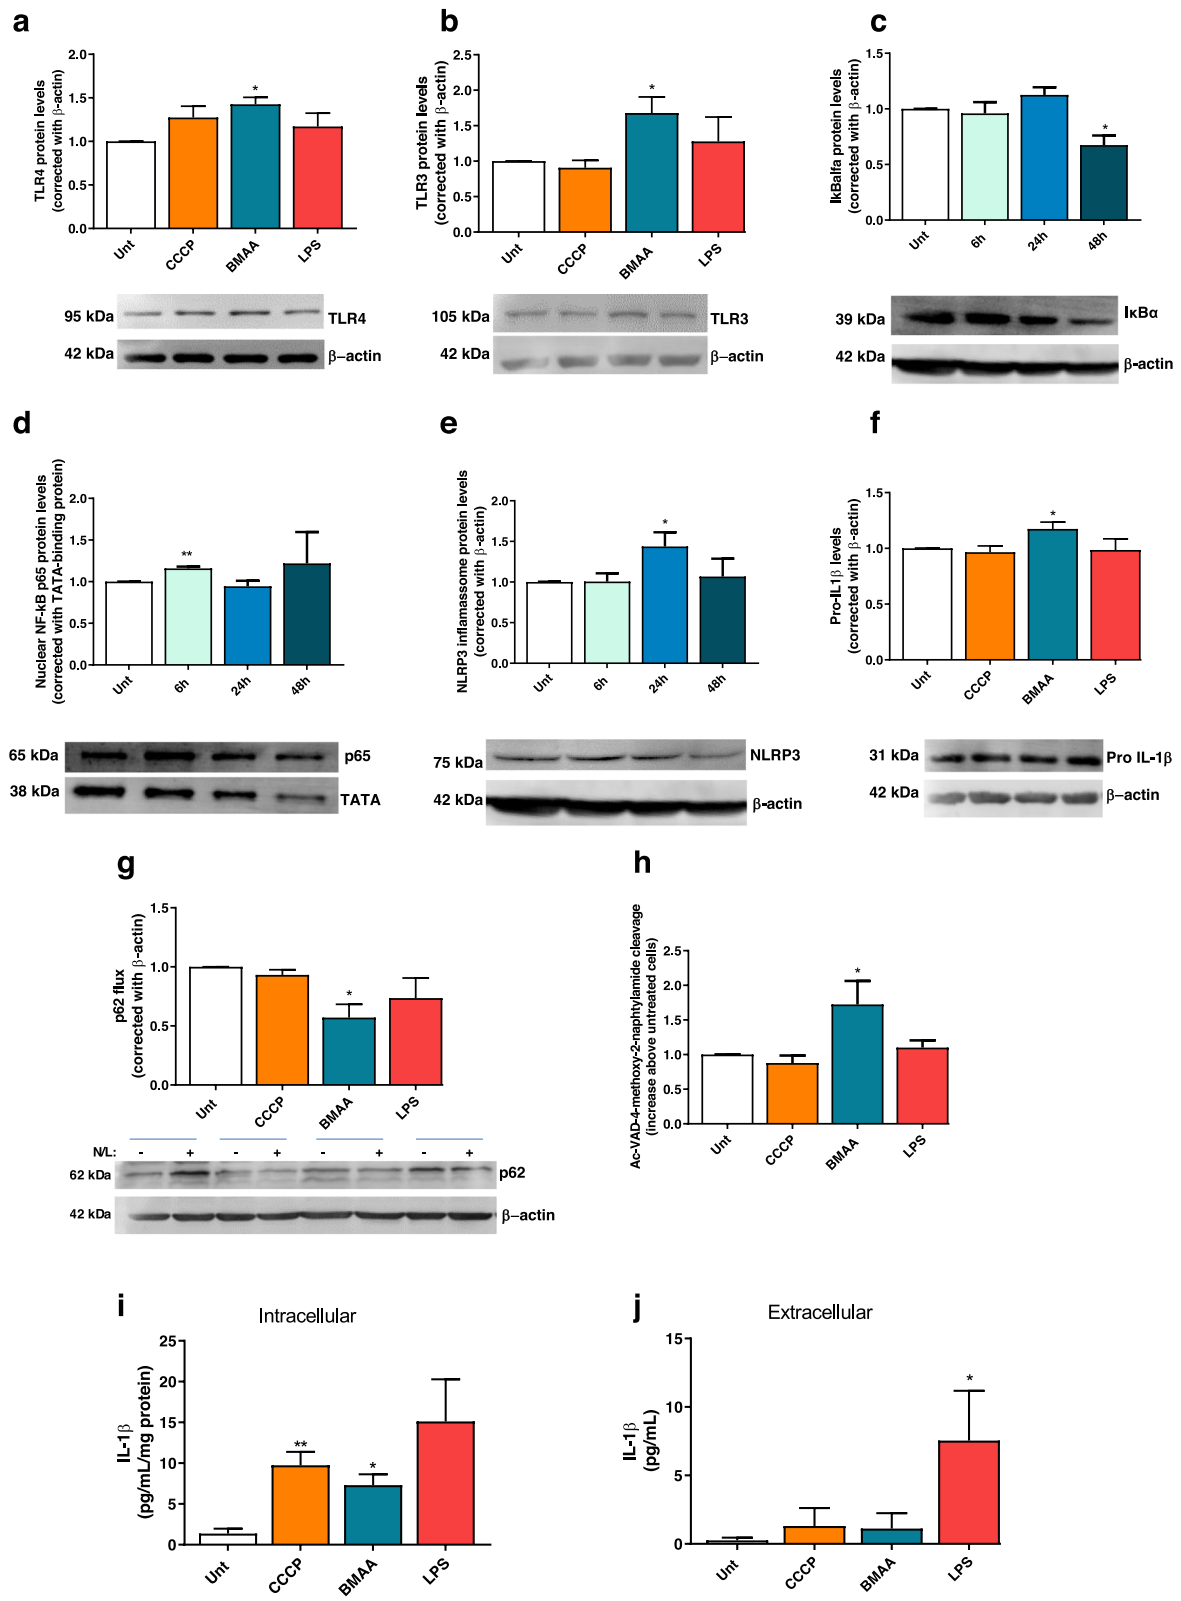 a
TLR4 protein levels
(corrected with β-actin)
2.0
1.5
1.0
0.5
0.0
*
Unt
CCCP
BMAA
LPS
95 kDa
TLR4
42 kDa
β–actin
b
TLR3 protein levels
(corrected with β-actin)
2.5
2.0
1.5
1.0
0.5
0.0
*
Unt
CCCP
BMAA
LPS
105 kDa
TLR3
42 kDa
β–actin
c
IkBalfa protein levels
(corrected with β-actin)
1.5
1.0
0.5
0.0
*
Unt
6h
24h
48h
39 kDa
IκBα
42 kDa
β-actin
d
Nuclear NF-kB p65 protein levels
(corrected with TATA-binding protein)
2.0
1.5
1.0
0.5
0.0
**
Unt
6h
24h
48h
65 kDa
p65
38 kDa
TATA
e
NLRP3 inflamassome protein levels
(corrected with β-actin)
2.0
1.5
1.0
0.5
0.0
*
Unt
6h
24h
48h
75 kDa
NLRP3
42 kDa
β-actin
f
Pro-IL1β levels
(corrected with β-actin)
1.5
1.0
0.5
0.0
*
Unt
CCCP
BMAA
LPS
31 kDa
Pro IL-1β
42 kDa
β–actin
g
p62 flux
(corrected with β-actin)
1.5
1.0
0.5
0.0
*
Unt
CCCP
BMAA
LPS
N/L: - + - + - + - +
62 kDa
p62
42 kDa
β–actin
h
Ac-VAD-4-methoxy-2-naphtylamide cleavage
(increase above untreated cells)
2.5
2.0
1.5
1.0
0.5
0.0
*
Unt
CCCP
BMAA
LPS
i
Intracellular
IL-1β
(pg/mL/mg protein)
25
20
15
10
5
0
**
*
Unt
CCCP
BMAA
LPS
j
Extracellular
IL-1β
(pg/mL)
15
10
5
0
*
Unt
CCCP
BMAA
LPS